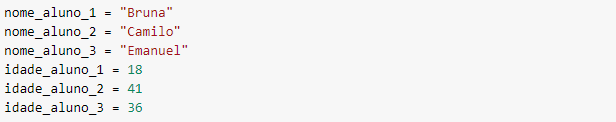 nome_aluno_1 = "Bruna"
nome_aluno_2 = "Camilo"
nome_aluno_3 = "Emanuel"
idade_aluno_1 = 18
idade_aluno_2 = 41
idade_aluno_3 = 36